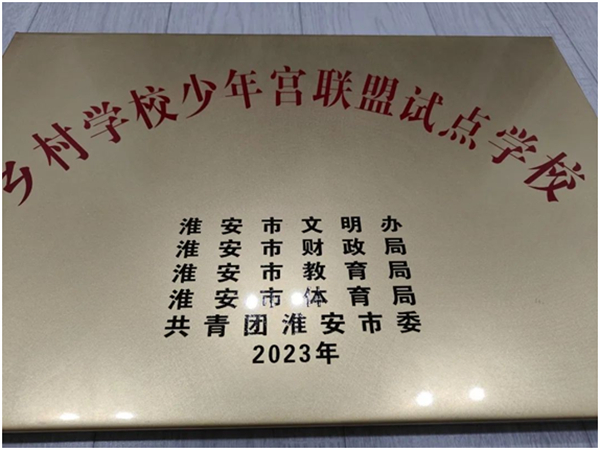 乡村学校少年宫联盟试点学校
淮安市文明办
淮安市财政局
淮安市教育局
淮安市体育局
共青团淮安市委
2023年